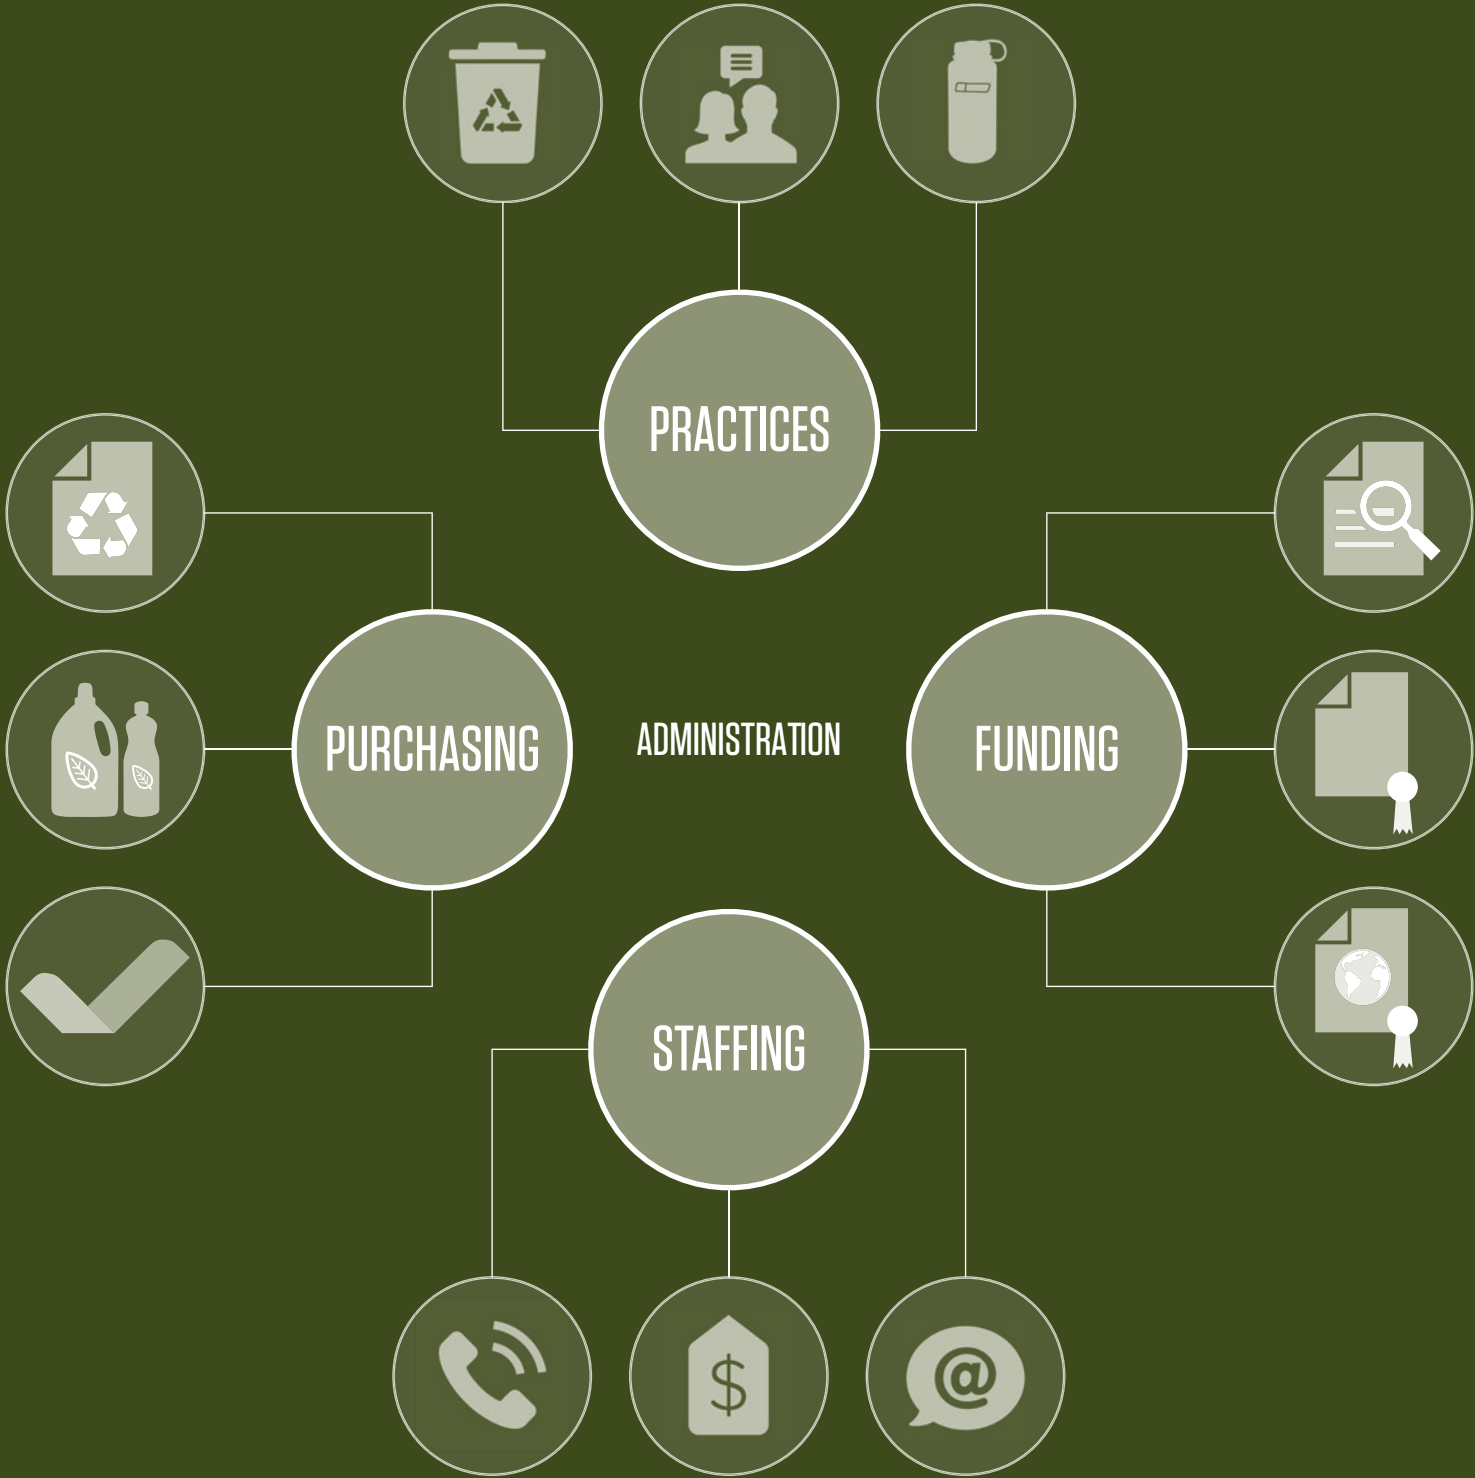 PRACTICES
PURCHASING
ADMINISTRATION
FUNDING
STAFFING
$
@